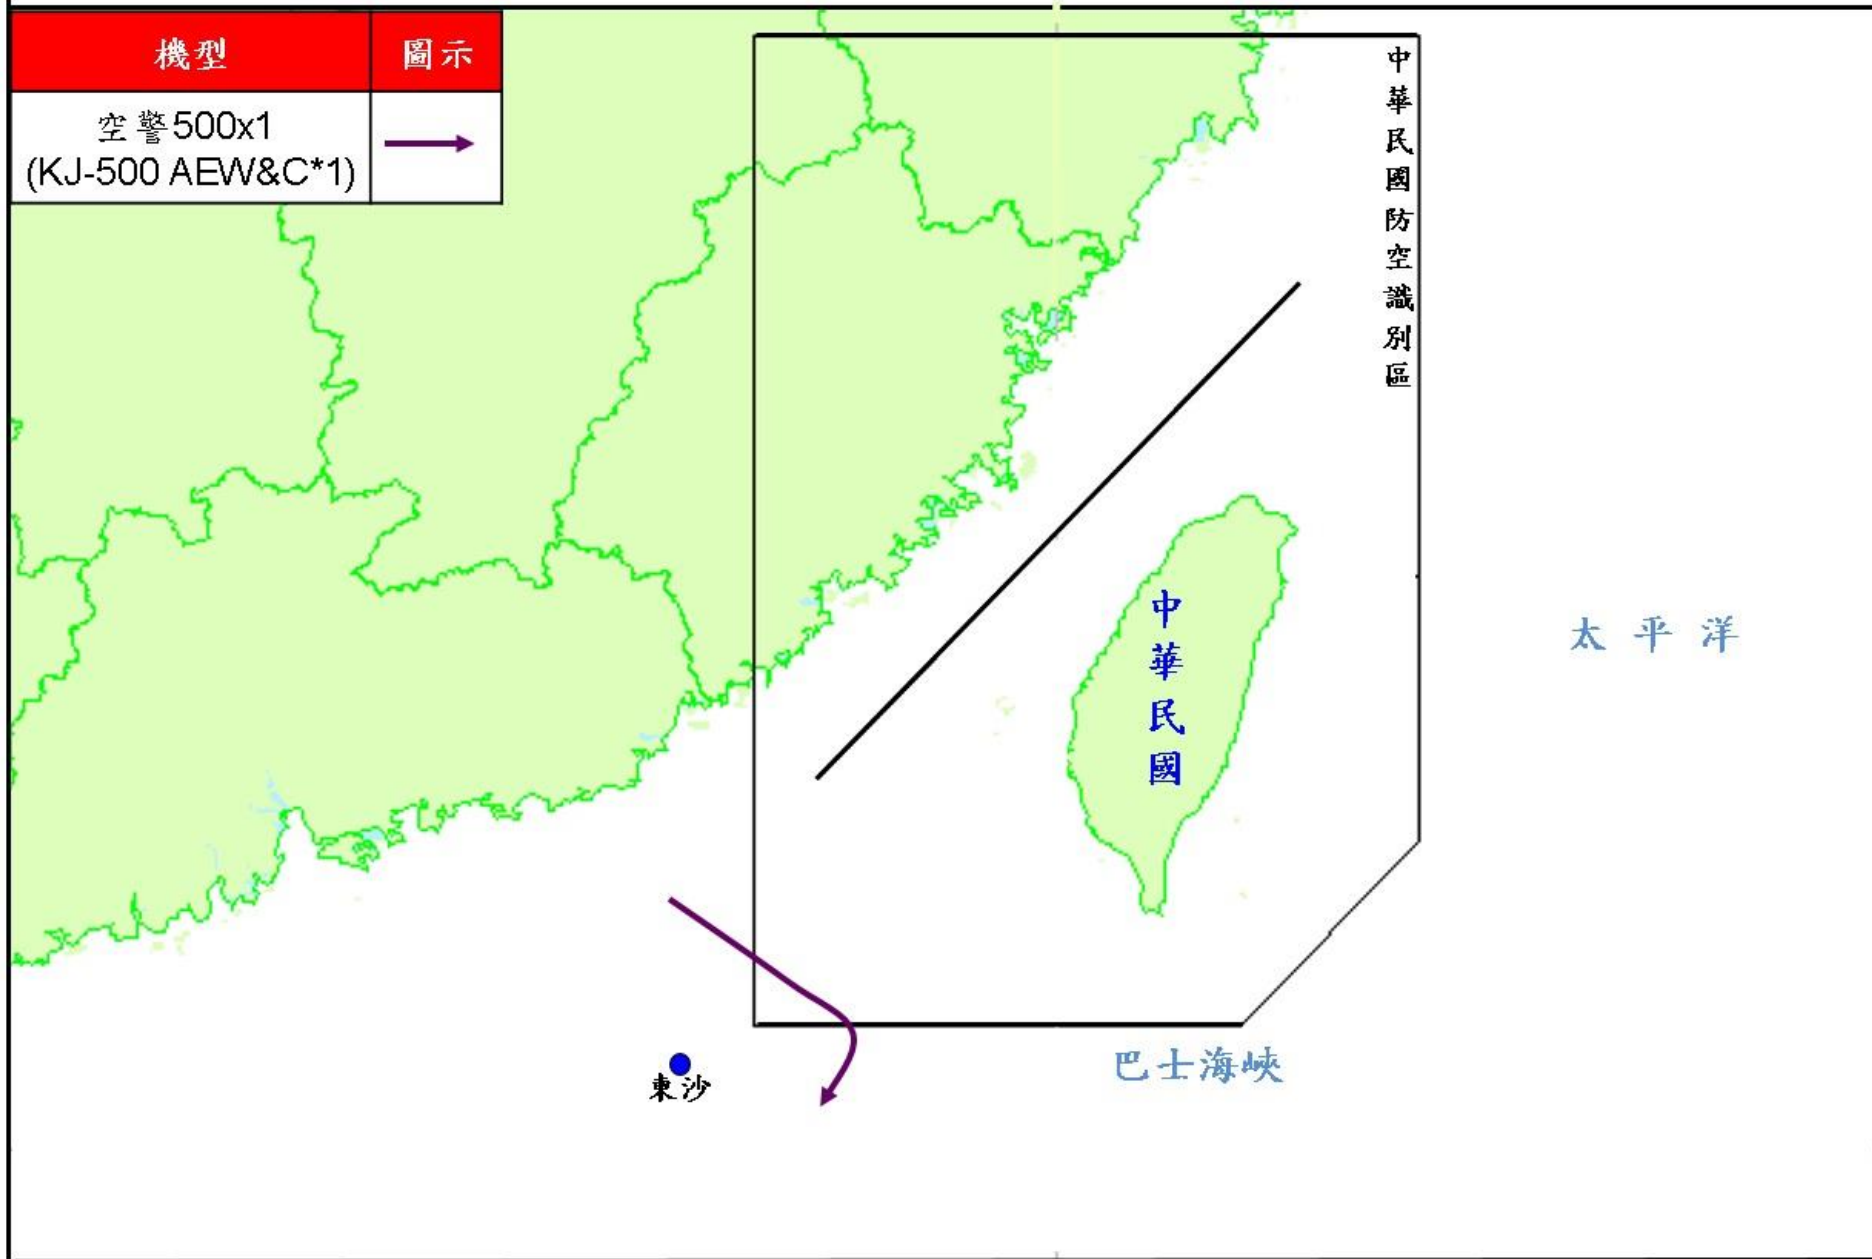 機型
圖示
空警500x1
(KJ-500 AEW&C*1)
中華民國防空識別區
中華民國
太平洋
巴士海峽
東沙